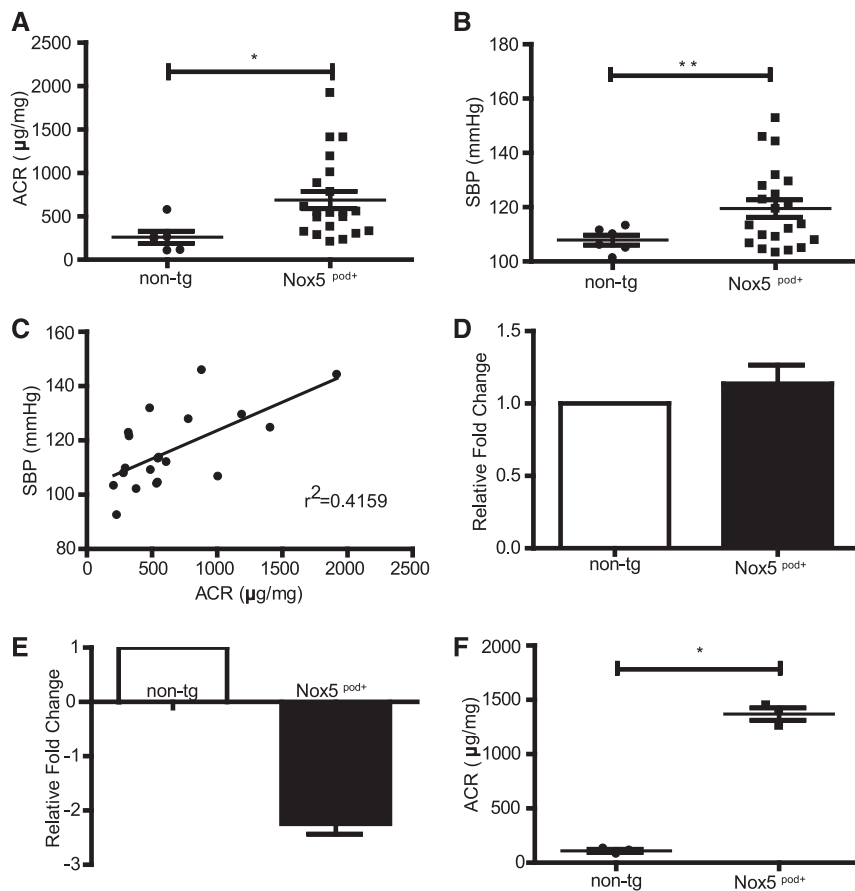 A
2500
2000
1500
1000
500
0
ACR ( µg/mg)
*
non-tg
Nox5 pod+
B
180
160
140
120
100
SBP (mmHg)
* *
non-tg
Nox5 pod+
C
160
140
120
100
80
SBP (mmHg)
r2=0.4159
0 500 1000 1500 2000 2500
ACR (µg/mg)
D
1.5
1.0
0.5
0.0
Relative Fold Change
non-tg
Nox5 pod+
E
1
0
-1
-2
-3
Relative Fold Change
non-tg
Nox5 pod+
F
2000
1500
1000
500
0
ACR ( µg/mg)
*
non-tg
Nox5 pod+